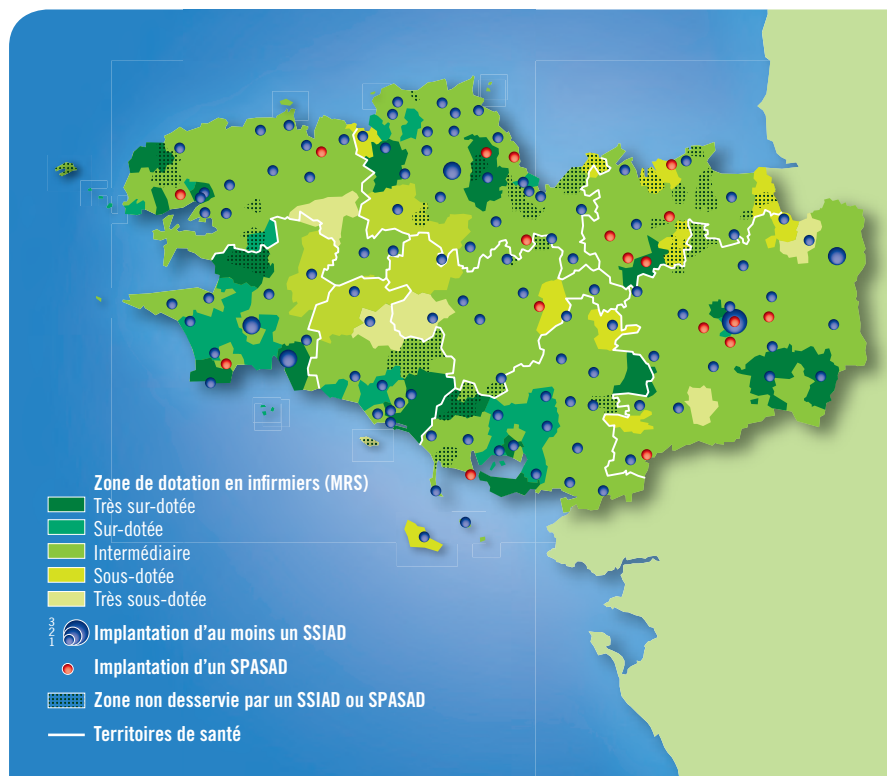 Zone de dotation en infirmiers (MRS)
Très sur-dotée
Sur-dotée
Intermédiaire
Sous-dotée
Très sous-dotée
3
2
1
Implantation d'au moins un SSIAD
Implantation d'un SPASAD
Zone non desservie par un SSIAD ou SPASAD
Territoires de santé